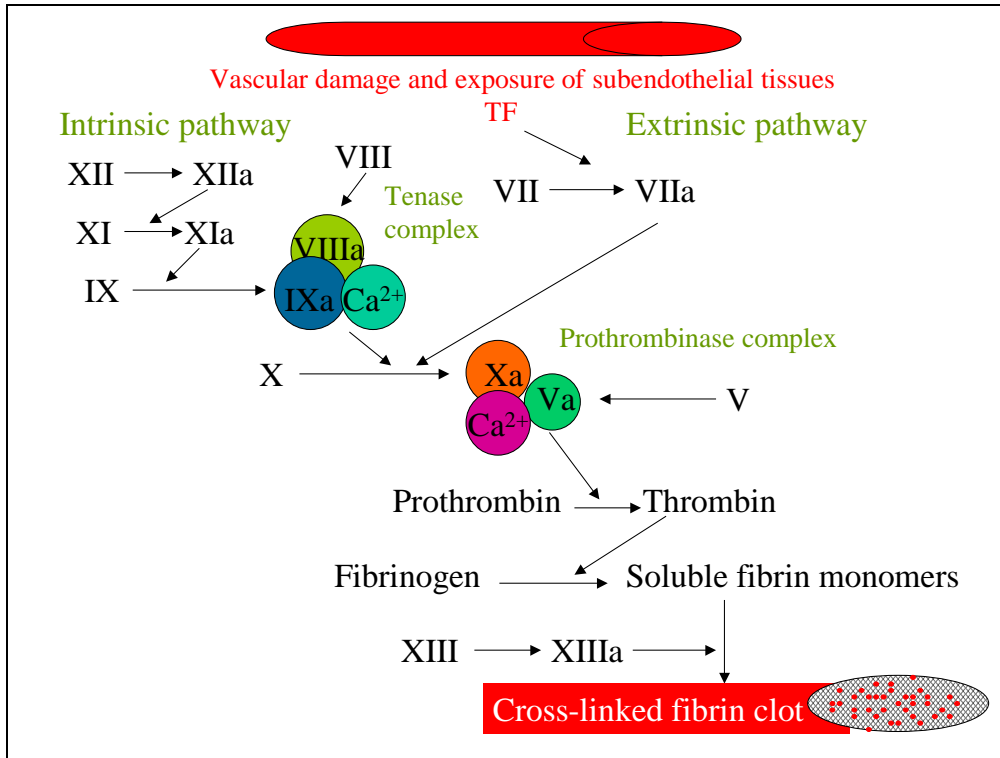 Vascular damage and exposure of subendothelial tissues
TF
Intrinsic pathway
Extrinsic pathway
XII
XIIa
VIII
VII
VIIa
Tenase
complex
XI
XIa
VIIIa
IX
IXa
Ca²⁺
Prothrombinase complex
X
Xa
Va
V
Ca²⁺
Prothrombin
Thrombin
Fibrinogen
Soluble fibrin monomers
XIII
XIIIa
Cross-linked fibrin clot